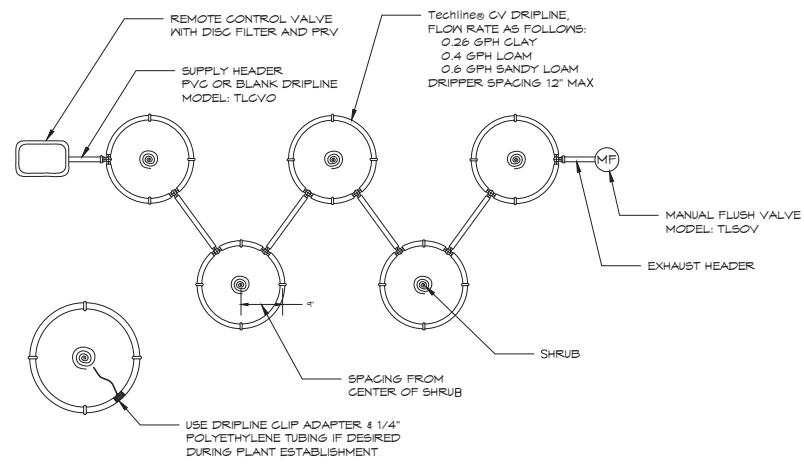 REMOTE CONTROL VALVE
WITH DISC FILTER AND PRV
SUPPLY HEADER
PVC OR BLANK DRIPLINE
MODEL: TLCV0
Techline® CV DRIPLINE,
FLOW RATE AS FOLLOWS:
0.26 GPH CLAY
0.4 GPH LOAM
0.6 GPH SANDY LOAM
DRIPPER SPACING 12" MAX
MF
MANUAL FLUSH VALVE
MODEL: TLSOV
EXHAUST HEADER
9"
SHRUB
SPACING FROM
CENTER OF SHRUB
USE DRIPLINE CLIP ADAPTER & 1/4"
POLYETHYLENE TUBING IF DESIRED
DURING PLANT ESTABLISHMENT